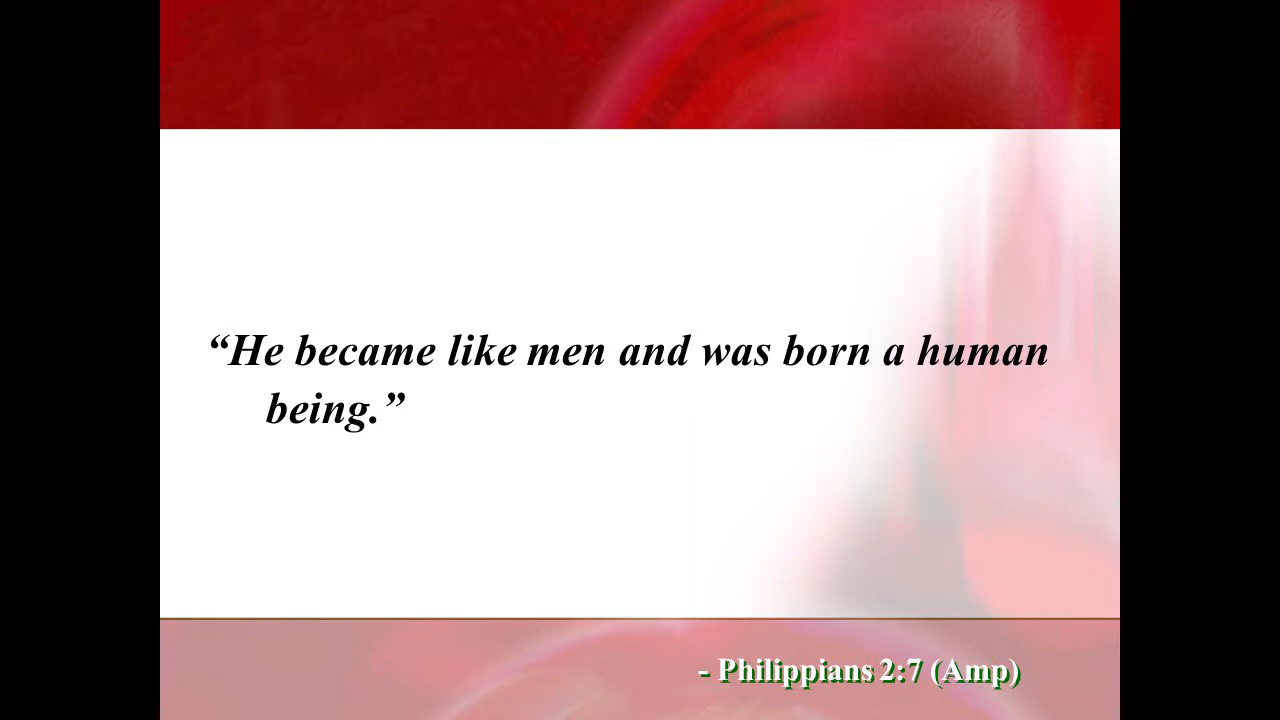 “He became like men and was born a human
being.”
- Philippians 2:7 (Amp)